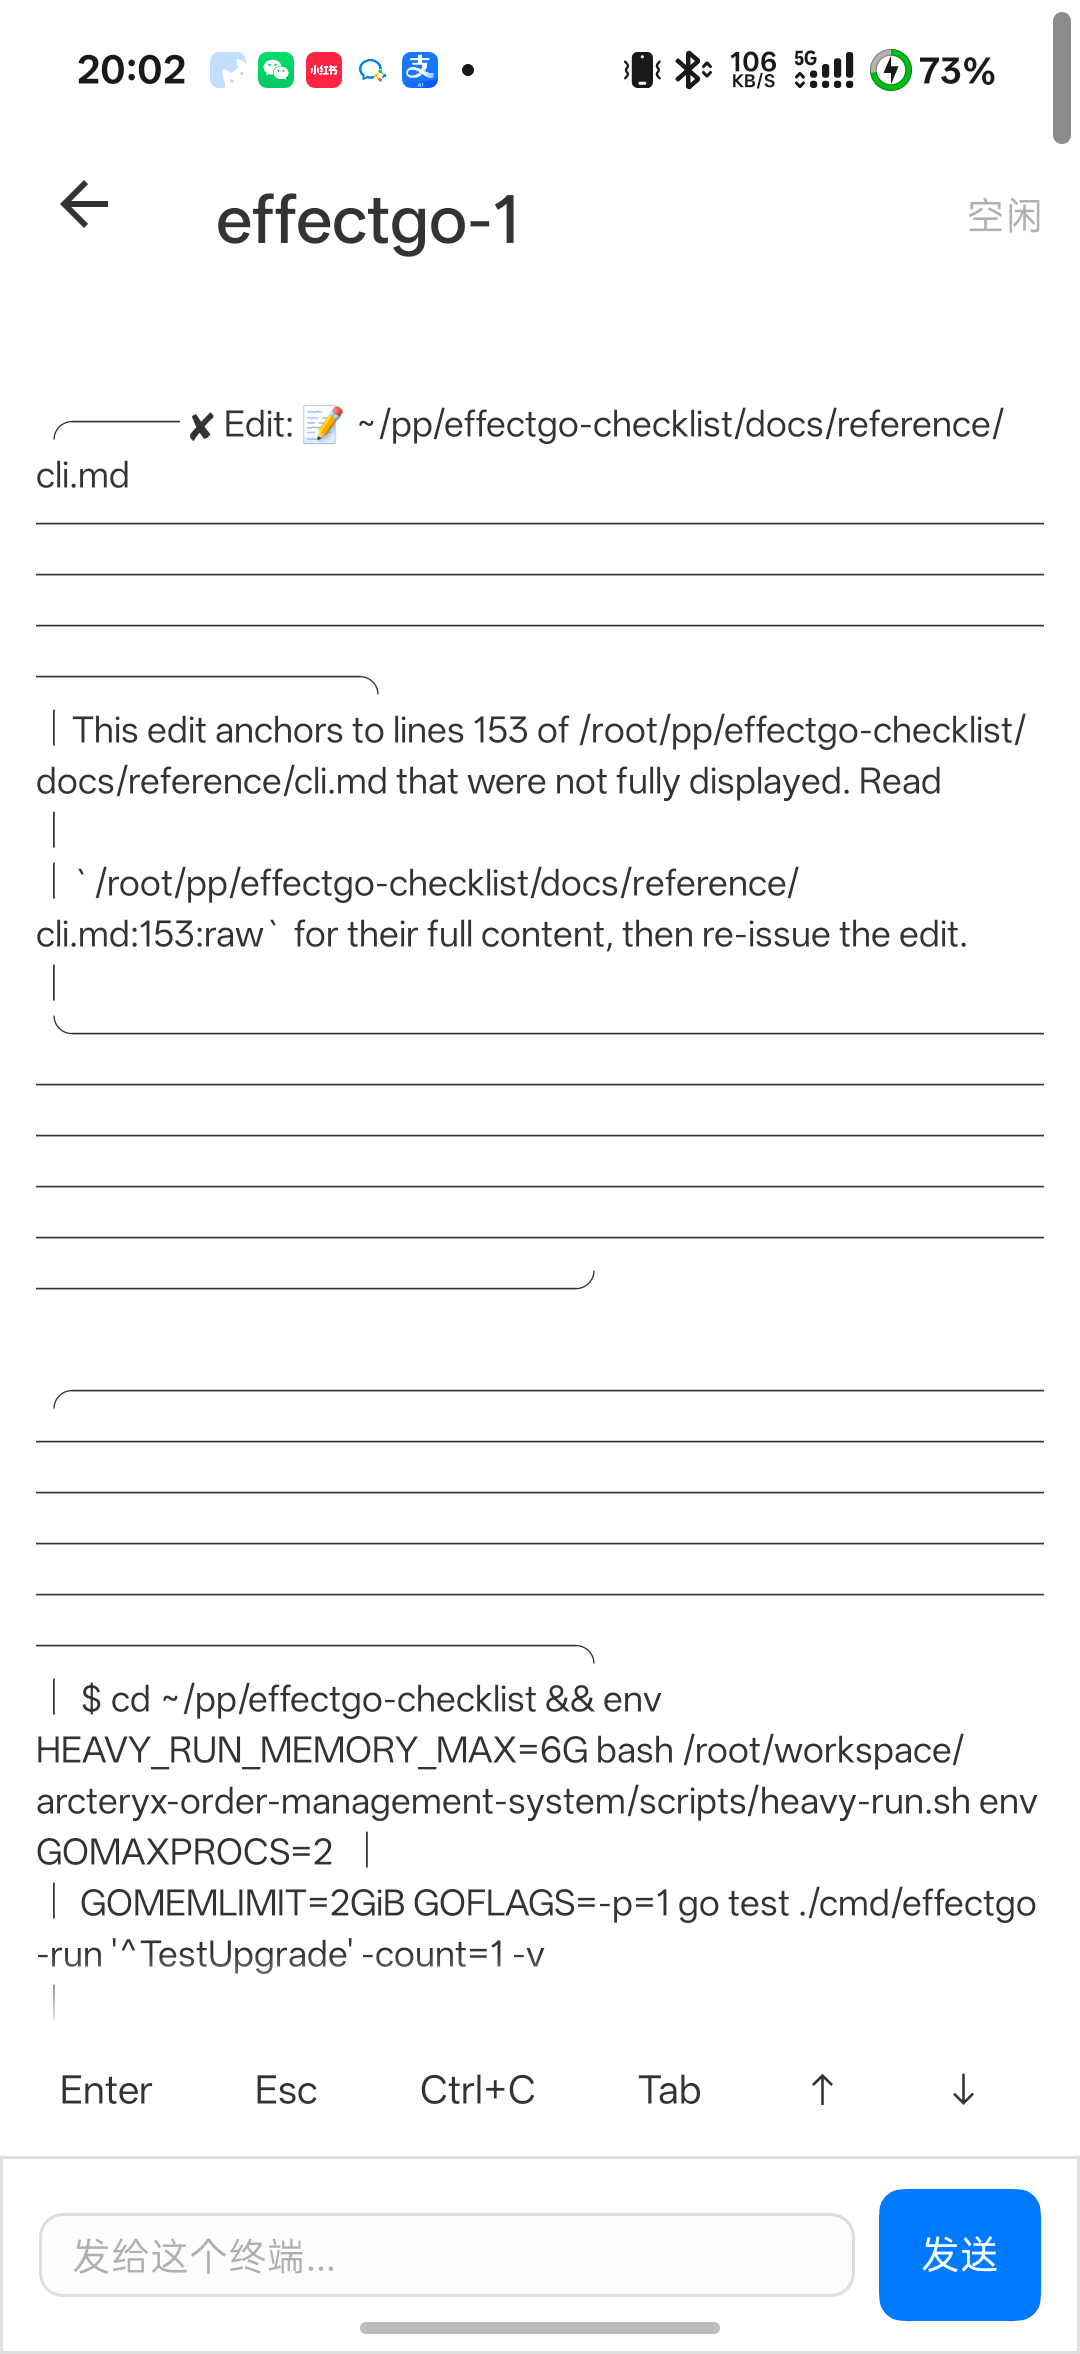 20:02
小红书
支
106
KB/S
5G
73%
effectgo-1
空闲
✘ Edit: 📝 ~/pp/effectgo-checklist/docs/reference/
cli.md
This edit anchors to lines 153 of /root/pp/effectgo-checklist/
docs/reference/cli.md that were not fully displayed. Read
`/root/pp/effectgo-checklist/docs/reference/
cli.md:153:raw` for their full content, then re-issue the edit.
$ cd ~/pp/effectgo-checklist && env
HEAVY_RUN_MEMORY_MAX=6G bash /root/workspace/
arcteryx-order-management-system/scripts/heavy-run.sh env
GOMAXPROCS=2
GOMEMLIMIT=2GiB GOFLAGS=-p=1 go test ./cmd/effectgo
-run '^TestUpgrade' -count=1 -v
Enter Esc Ctrl+C Tab ↑ ↓
发给这个终端...
发送